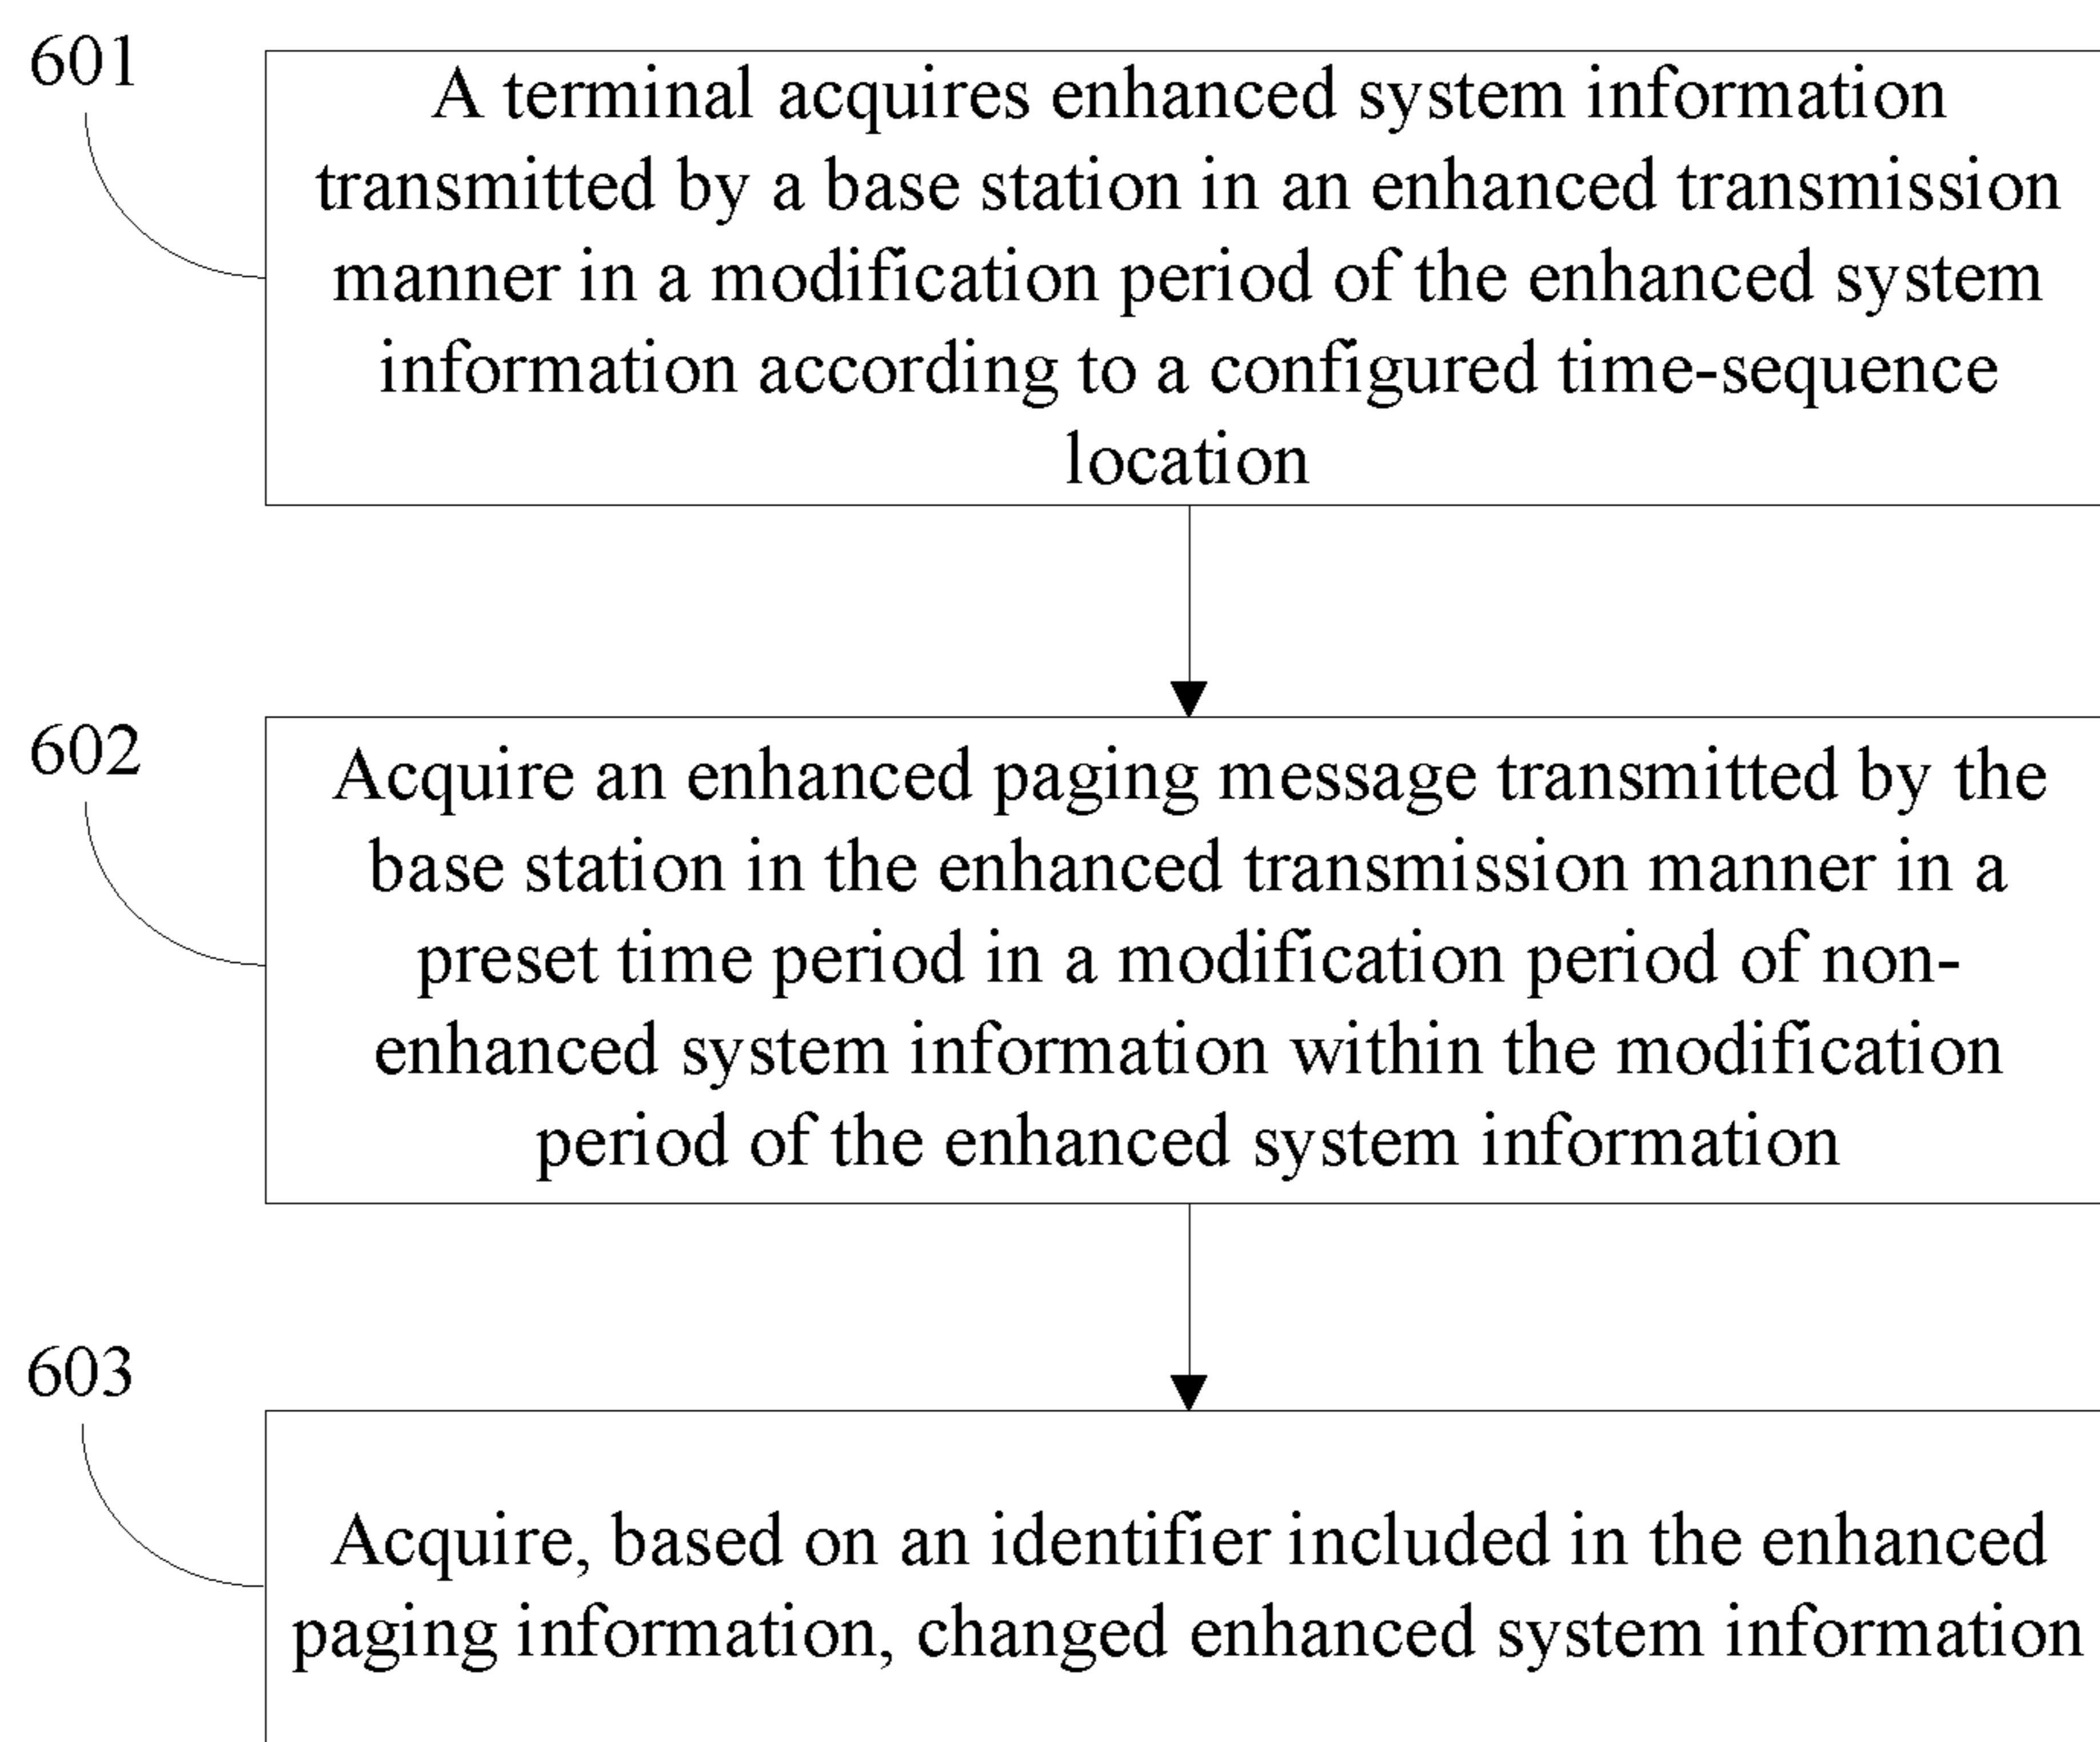 601
A terminal acquires enhanced system information
transmitted by a base station in an enhanced transmission
manner in a modification period of the enhanced system
information according to a configured time-sequence
location
602
Acquire an enhanced paging message transmitted by the
base station in the enhanced transmission manner in a
preset time period in a modification period of non-
enhanced system information within the modification
period of the enhanced system information
603
Acquire, based on an identifier included in the enhanced
paging information, changed enhanced system information